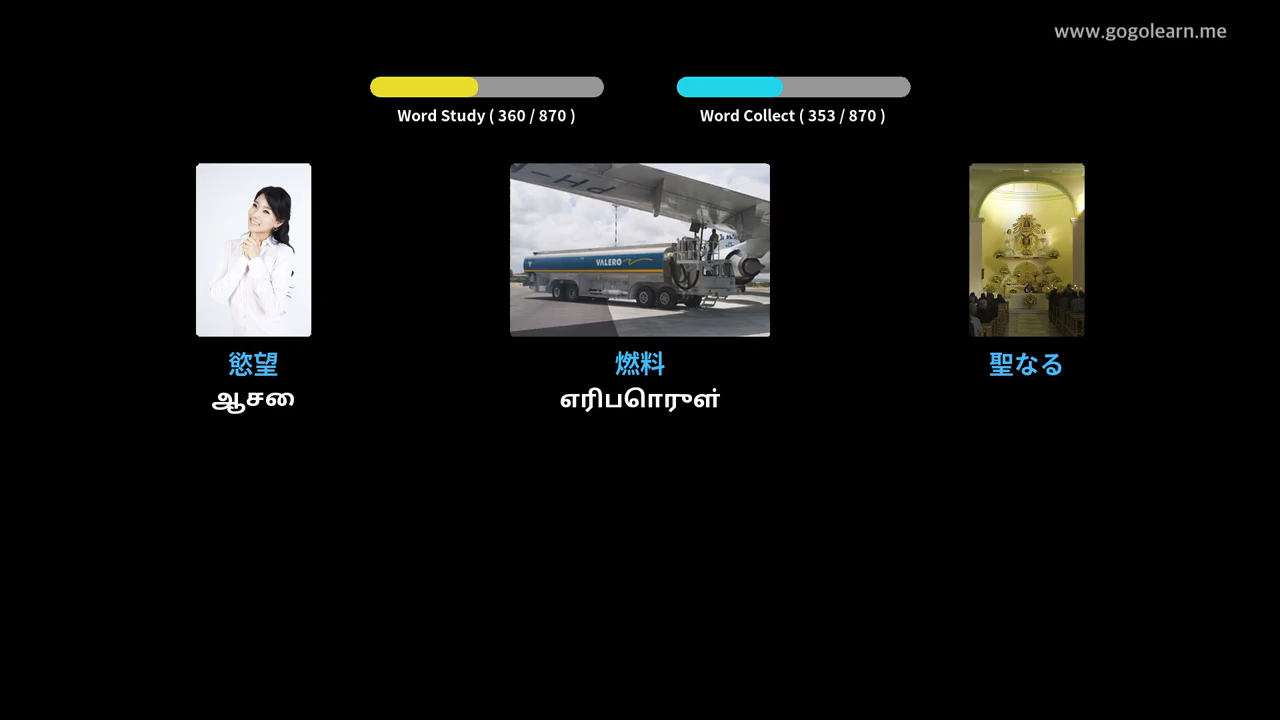 www.gogolearn.me
Word Study ( 360 / 870 )
Word Collect ( 353 / 870 )
VALERO
慾望
燃料
聖なる
ஆசை
எரிபொருள்